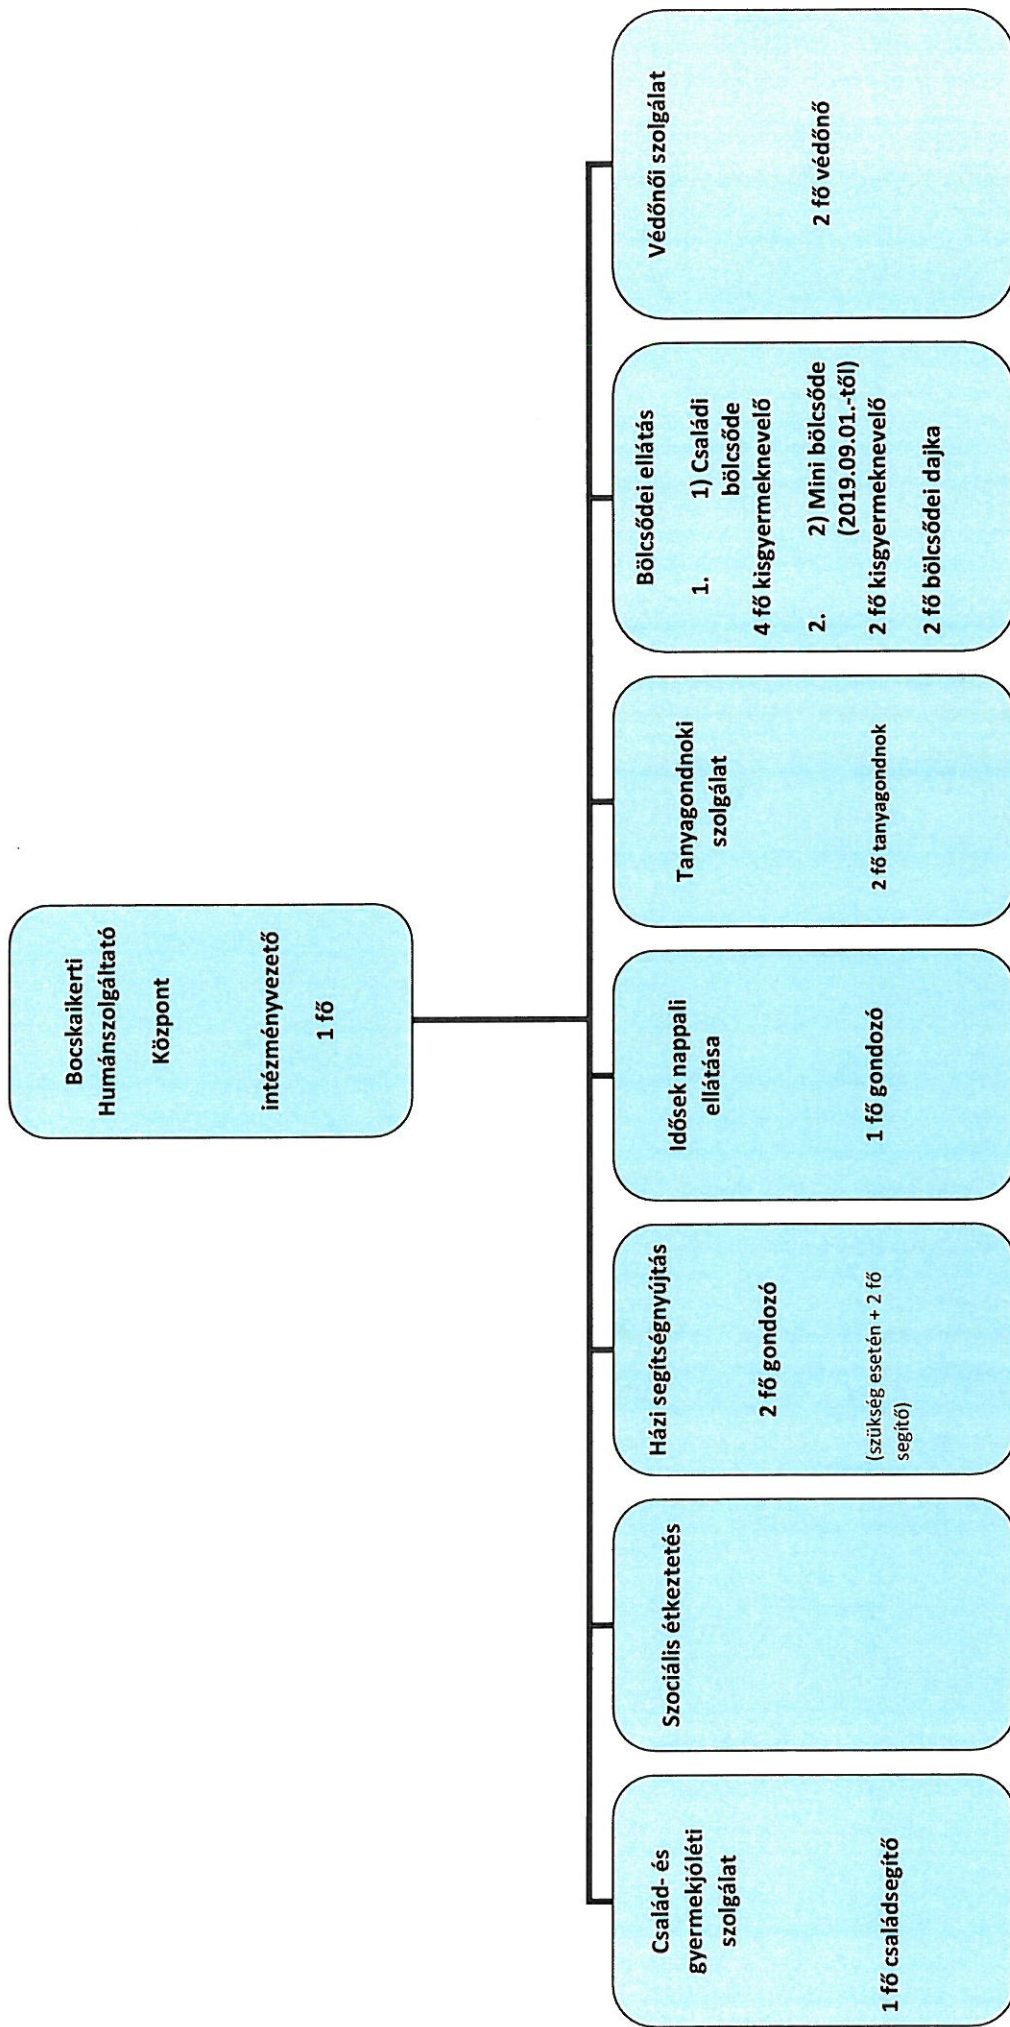 Bocskaikerti
Humánszolgáltató
Központ
intézményvezető
1 fő
Család- és
gyermekjóléti
szolgálat
1 fő családsegítő
Szociális étkeztetés
Házi segítségnyújtás
2 fő gondozó
(szükség esetén + 2 fő
segítő)
Idősek nappali
ellátása
1 fő gondozó
Tanyagondnoki
szolgálat
2 fő tanyagondnok
Bölcsődei ellátás
1. 1) Családi
bölcsőde
4 fő kisgyermeknevelő
2. 2) Mini bölcsőde
(2019.09.01.-től)
2 fő kisgyermeknevelő
2 fő bölcsődei dajka
Védőnői szolgálat
2 fő védőnő